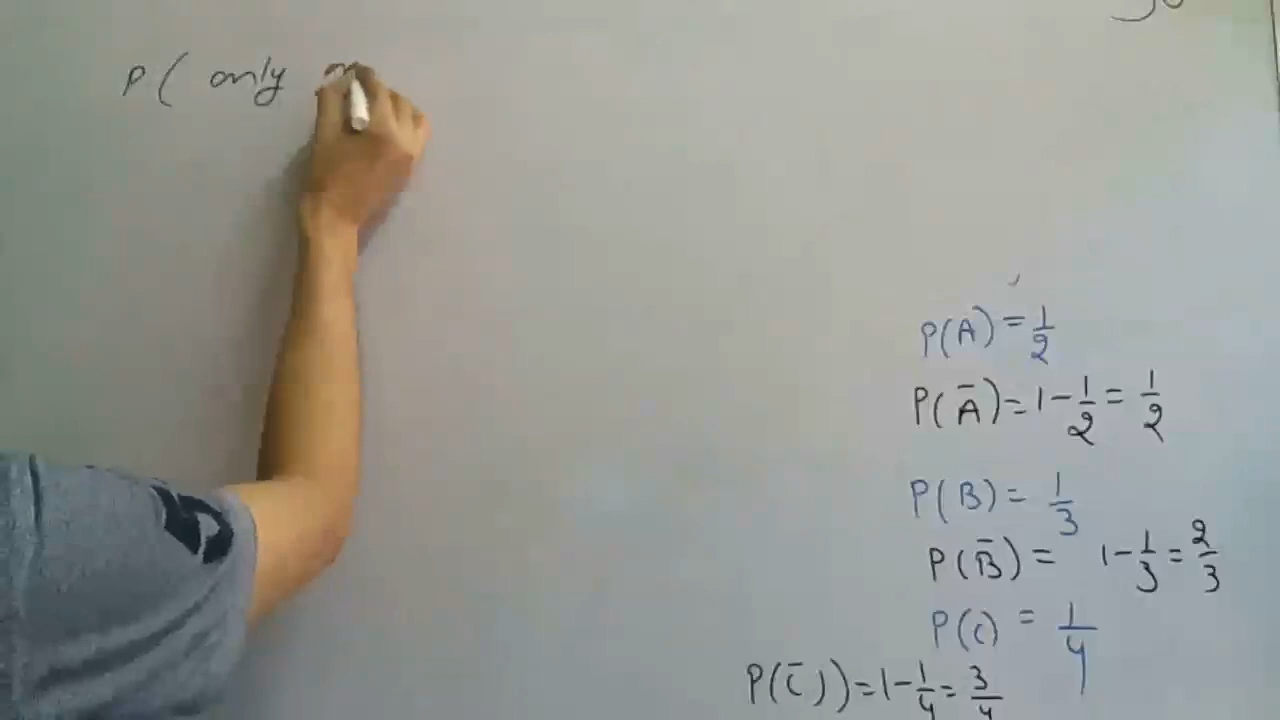 P( only
P(A) = 1/2
P(Ā) = 1 - 1/2 = 1/2
P(B) = 1/3
P(B̄) = 1 - 1/3 = 2/3
P(C) = 1/4
P(C̄)) = 1 - 1/4 = 3/4